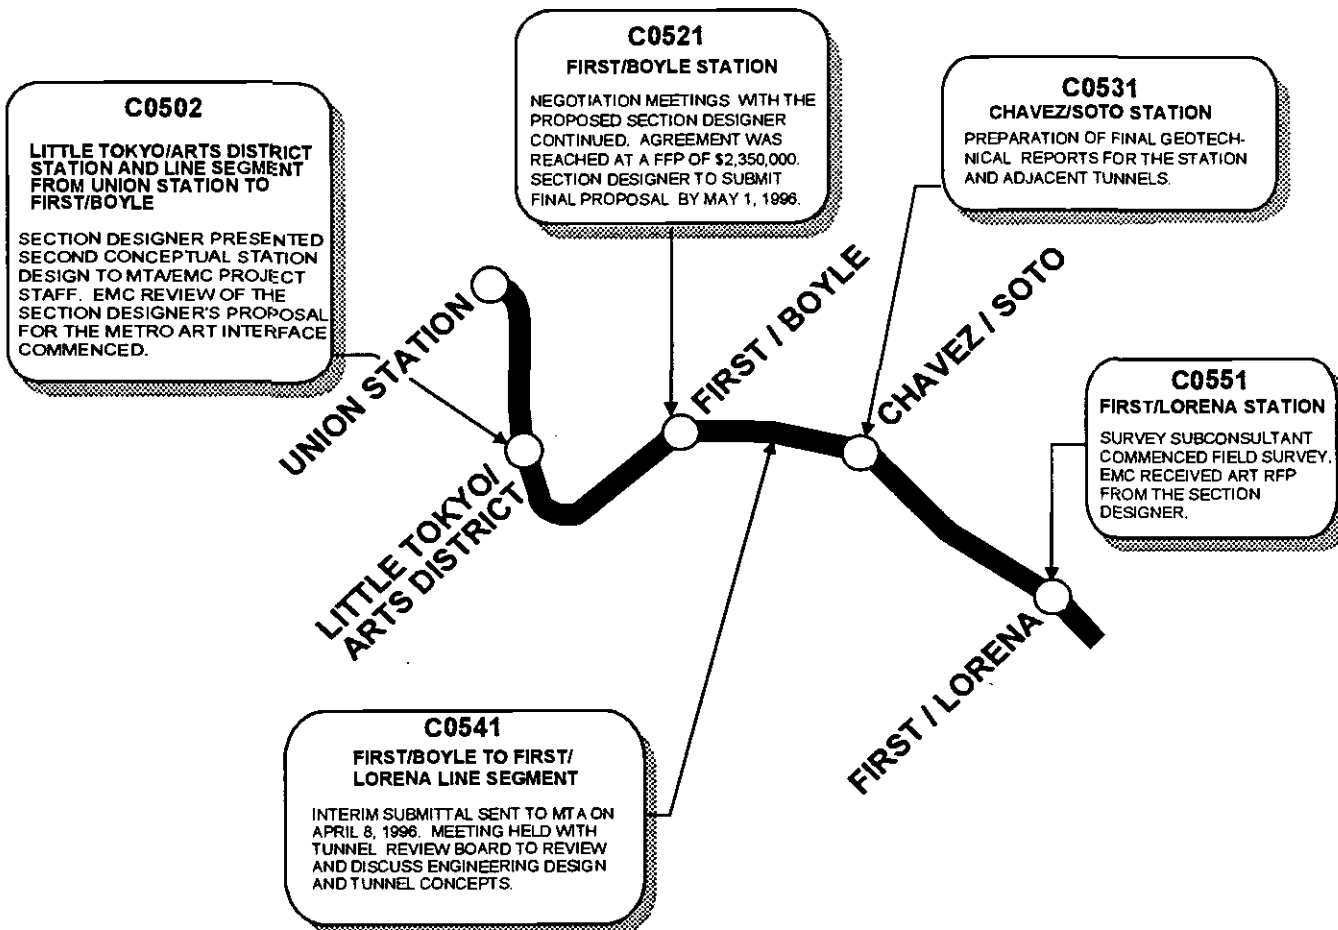 C0502
LITTLE TOKYO/ARTS DISTRICT
STATION AND LINE SEGMENT
FROM UNION STATION TO
FIRST/BOYLE
SECTION DESIGNER PRESENTED
SECOND CONCEPTUAL STATION
DESIGN TO MTA/EMC PROJECT
STAFF. EMC REVIEW OF THE
SECTION DESIGNER'S PROPOSAL
FOR THE METRO ART INTERFACE
COMMENCED.
C0521
FIRST/BOYLE STATION
NEGOTIATION MEETINGS WITH THE
PROPOSED SECTION DESIGNER
CONTINUED. AGREEMENT WAS
REACHED AT A FFP OF $2,350,000.
SECTION DESIGNER TO SUBMIT
FINAL PROPOSAL BY MAY 1, 1996.
C0531
CHAVEZ/SOTO STATION
PREPARATION OF FINAL GEOTECH-
NICAL REPORTS FOR THE STATION
AND ADJACENT TUNNELS.
C0551
FIRST/LORENA STATION
SURVEY SUBCONSULTANT
COMMENCED FIELD SURVEY.
EMC RECEIVED ART RFP
FROM THE SECTION
DESIGNER.
UNION STATION
LITTLE TOKYO/
ARTS DISTRICT
FIRST / BOYLE
CHAVEZ / SOTO
FIRST / LORENA
C0541
FIRST/BOYLE TO FIRST/
LORENA LINE SEGMENT
INTERIM SUBMITTAL SENT TO MTA ON
APRIL 8, 1996. MEETING HELD WITH
TUNNEL REVIEW BOARD TO REVIEW
AND DISCUSS ENGINEERING DESIGN
AND TUNNEL CONCEPTS.